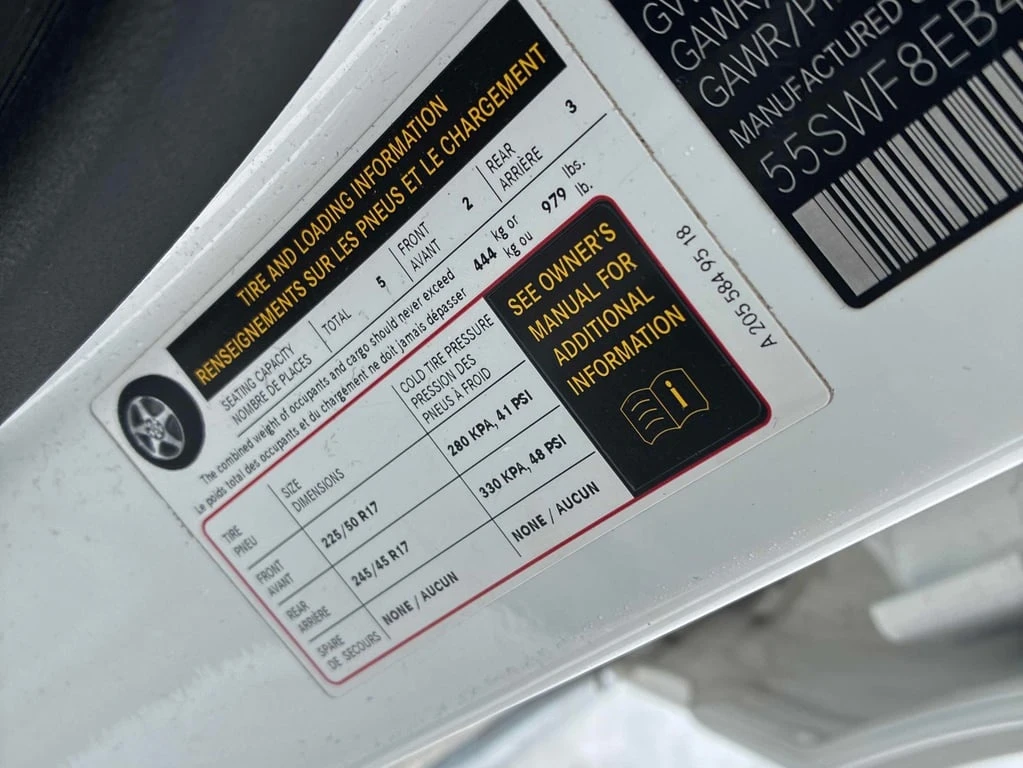 TIRE AND LOADING INFORMATION
RENSEIGNEMENTS SUR LES PNEUS ET LE CHARGEMENT
SEATING CAPACITY
NOMBRE DE PLACES
TOTAL 5
FRONT
AVANT
2
REAR
ARRIÈRE
3
The combined weight of occupants and cargo should never exceed 444 kg or 979 lbs.
Le poids total des occupants et du chargement ne doit jamais dépasser kg ou lb.
TIRE
PNEU
SIZE
DIMENSIONS
COLD TIRE PRESSURE
PRESSION DES
PNEUS À FROID
FRONT
AVANT
225/50 R17
280 KPA, 41 PSI
REAR
ARRIÈRE
245/45 R17
330 KPA, 48 PSI
SPARE
DE SECOURS
NONE / AUCUN
NONE / AUCUN
SEE OWNER'S
MANUAL FOR
ADDITIONAL
INFORMATION
i
A 205 584 95 18
GAWR/
GAWR/
MANUFACTURED
55SWF8EB4